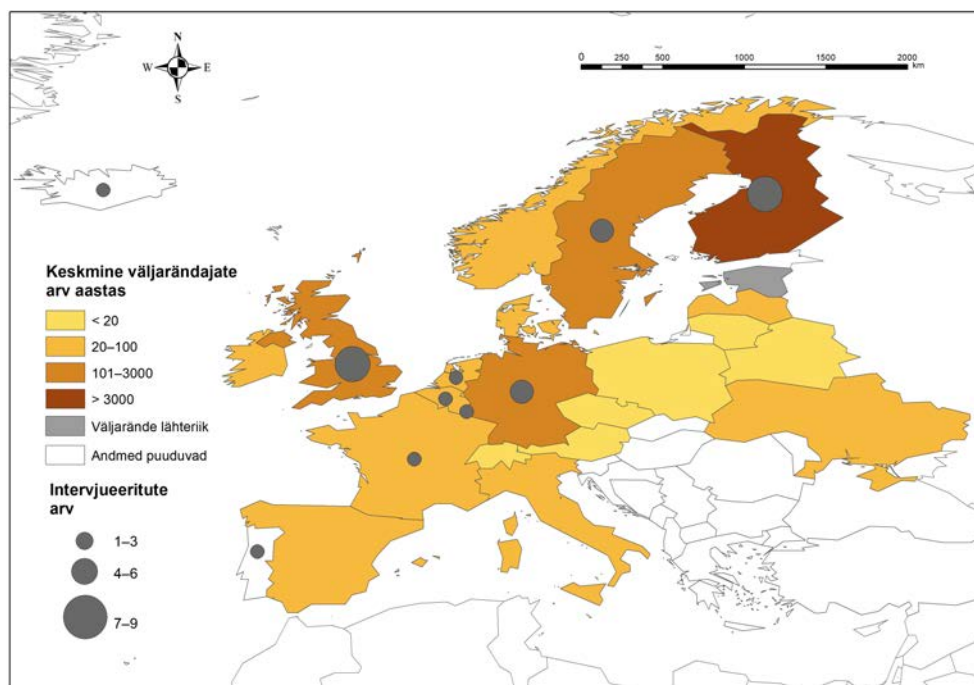 N
W E
S
0 250 500 1000 1500 2000
km
Keskmine väljarändajate
arv aastas
< 20
20–100
101–3000
> 3000
Väljarände lähteriik
Andmed puuduvad
Intervjueeritute
arv
1–3
4–6
7–9